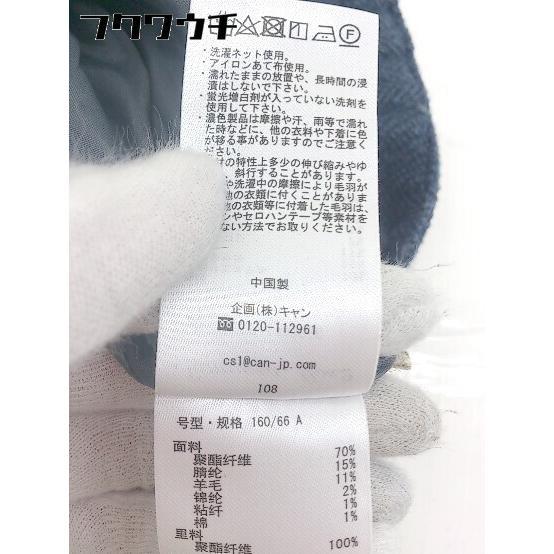 フクウクチ
・洗濯ネット使用。
・アイロンあて布使用。
・濡れたままの放置や、長時間の浸
漬はしないで下さい。
・蛍光増白剤が入っていない洗剤を
使用して下さい。
・濃色製品は摩擦や汗、雨等で濡れ
た時などに、他の衣料や下着に色
が移る事がありますのでご注意く
ださい。
の特性上多少の伸び縮みやゆ
、斜行することがあります。
や洗濯中の摩擦により毛羽が
他の衣類に付くことがありま
他の衣類等に付着した毛羽は、
ンやセロハンテープ等素材を
ない方法でお取りください。
中国製
企画(株)キャン
0120-112961
cs1@can-jp.com
108
号型・规格 160/66 A
面料
聚酯纤维 70%
腈纶 15%
羊毛 11%
锦纶 2%
粘纤 1%
棉 1%
里料
聚酯纤维 100%